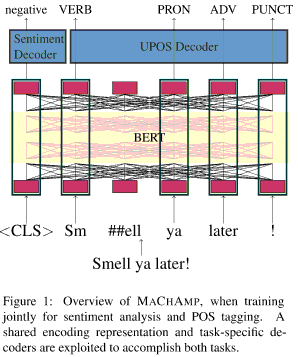 negative VERB PRON ADV PUNCT
Sentiment
Decoder
UPOS Decoder
BERT
<CLS> Sm ##ell ya later !
Smell ya later!
Figure 1: Overview of MACHAMP, when training
jointly for sentiment analysis and POS tagging. A
shared encoding representation and task-specific de-
coders are exploited to accomplish both tasks.